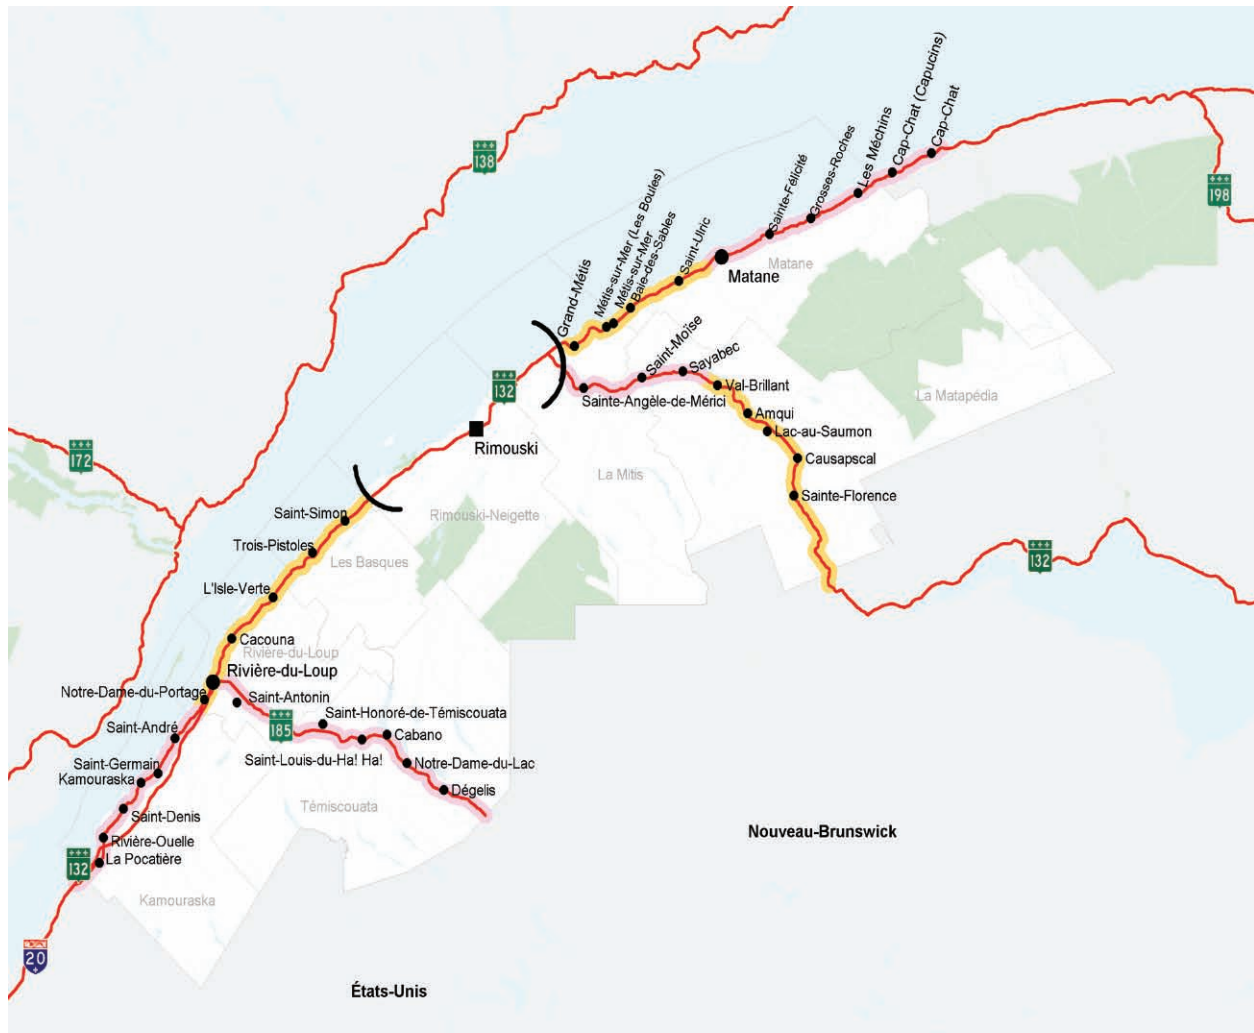 138
198
172
132
132
185
132
20
Cap-Chat
Cap-Chat (Capucins)
Les Méchins
Grosses-Roches
Sainte-Félicité
Matane
Matane
Saint-Ulric
Baie-des-Sables
Métis-sur-Mer
Métis-sur-Mer (Les Boules)
Grand-Métis
Saint-Moïse
Sayabec
Sainte-Angèle-de-Mérici
Val-Brillant
La Matapédia
Amqui
Lac-au-Saumon
Causapscal
Sainte-Florence
La Mitis
Rimouski
Rimouski-Neigette
Saint-Simon
Trois-Pistoles
Les Basques
L'Isle-Verte
Cacouna
Rivière-du-Loup
Rivière-du-Loup
Notre-Dame-du-Portage
Saint-Antonin
Saint-Honoré-de-Témiscouata
Saint-André
Cabano
Saint-Louis-du-Ha! Ha!
Notre-Dame-du-Lac
Saint-Germain
Kamouraska
Dégelis
Témiscouata
Saint-Denis
Rivière-Ouelle
La Pocatière
Kamouraska
Nouveau-Brunswick
États-Unis